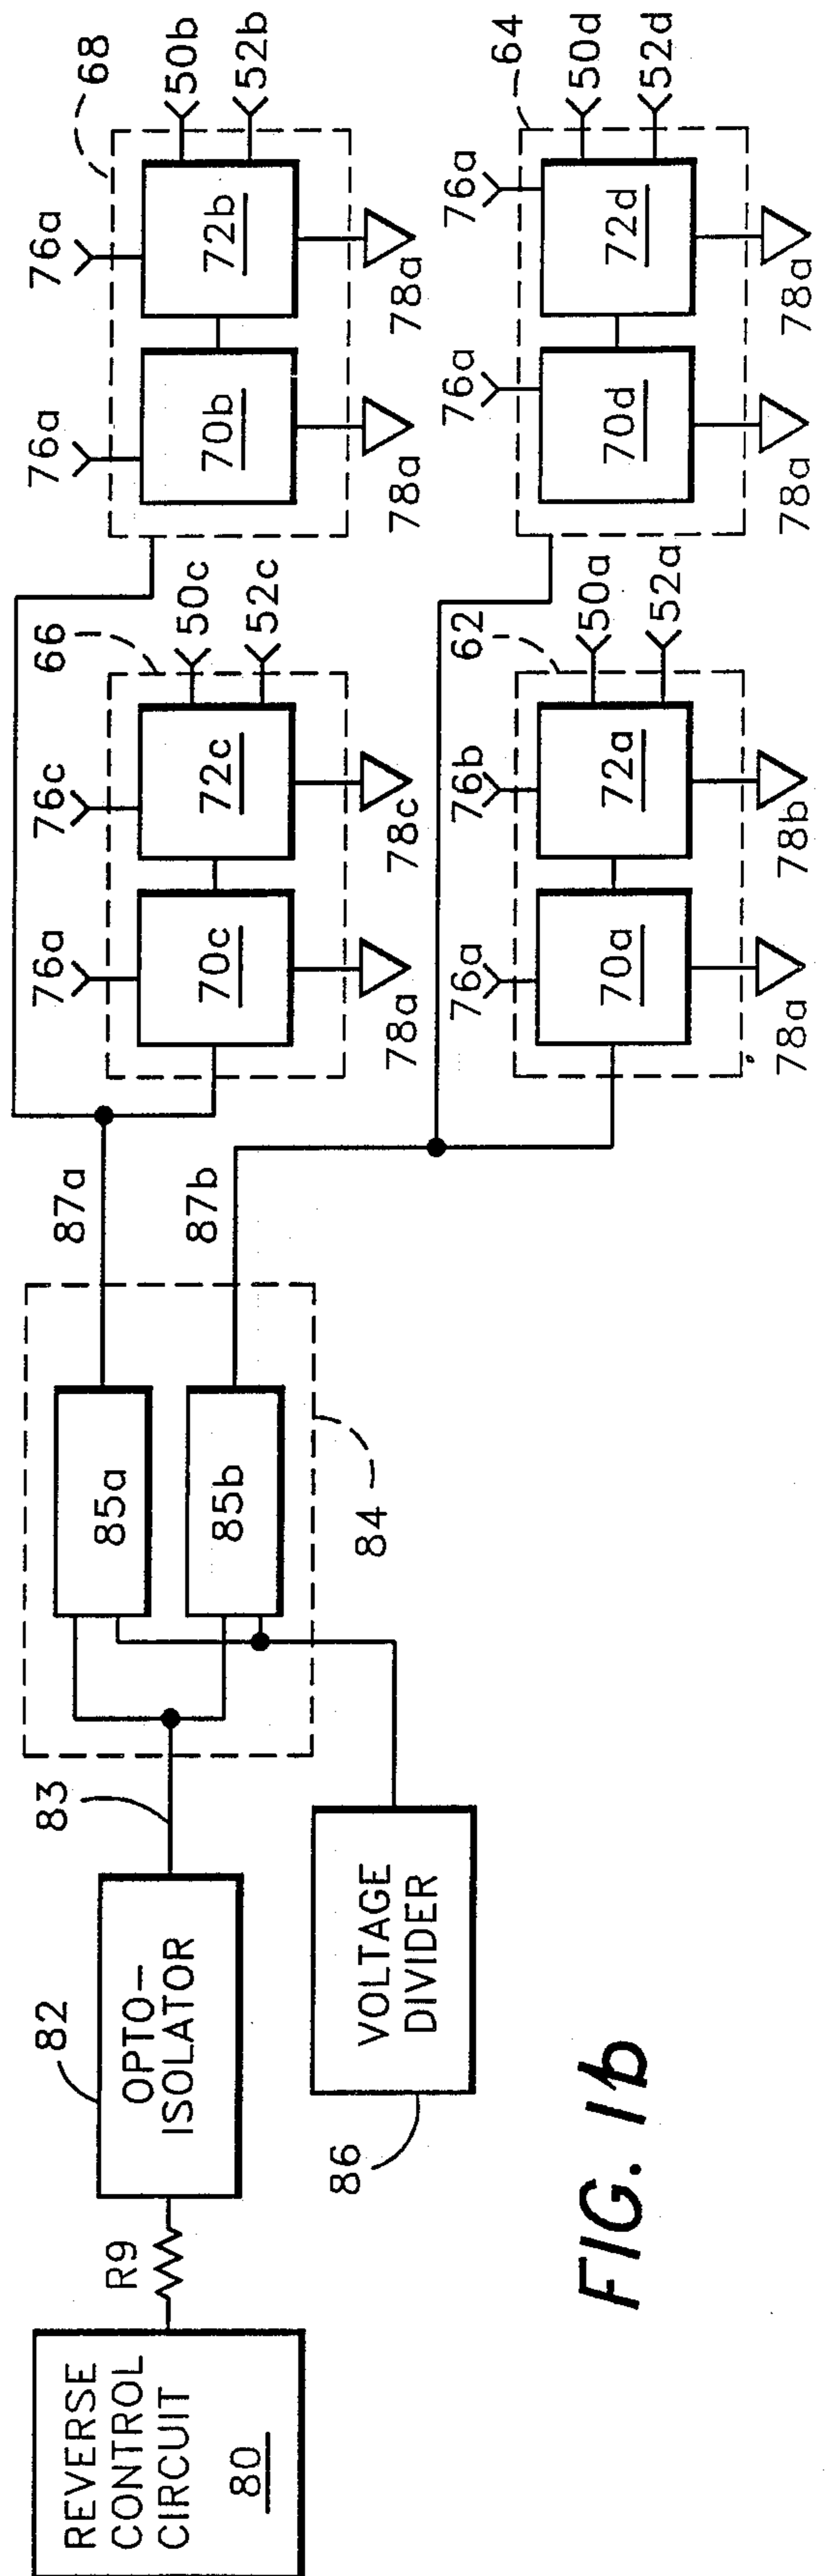 REVERSE
CONTROL
CIRCUIT
80
R9
82
OPTO-
ISOLATOR
83
86
VOLTAGE
DIVIDER
84
85a
85b
87a
87b
66
76a
76c
70c
72c
50c
52c
78a
78c
68
76a
76a
70b
72b
50b
52b
78a
78a
62
76a
76b
70a
72a
50a
52a
78a
78b
64
76a
76a
70d
72d
50d
52d
78a
78a
FIG. 1b